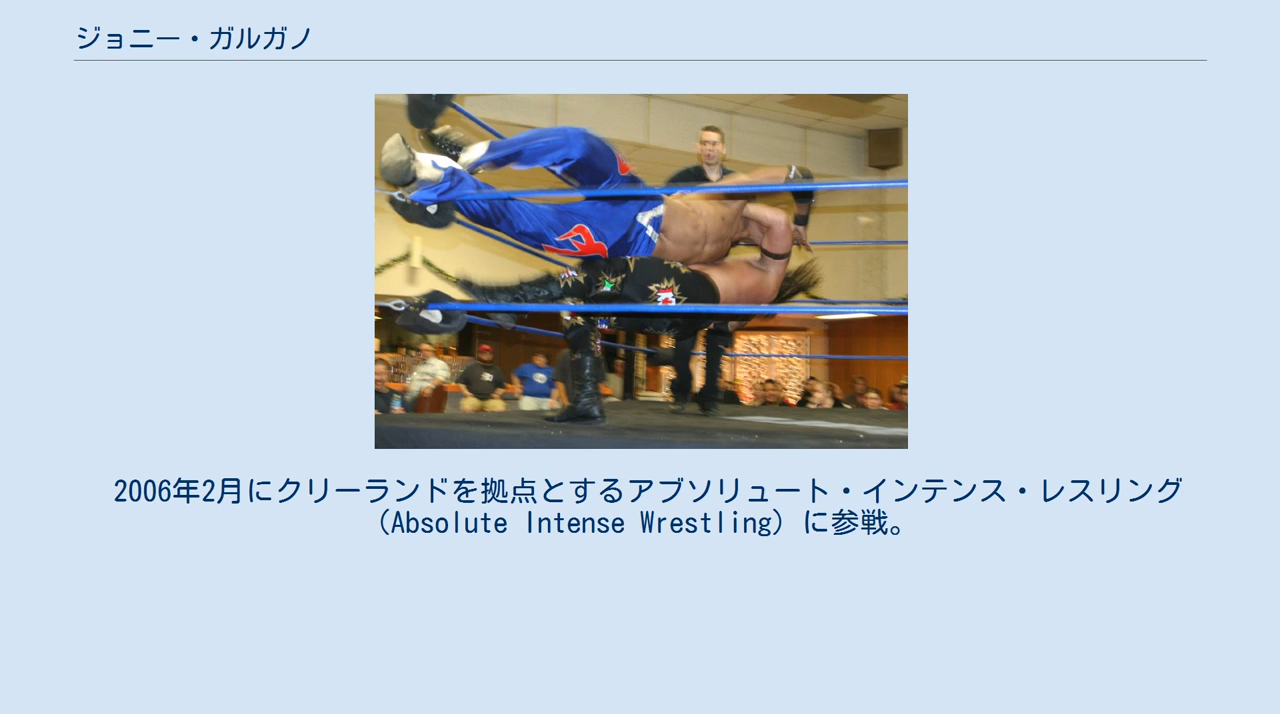 ジョニー・ガルガノ
2006年2月にクリーランドを拠点とするアブソリュート・インテンス・レスリング
(Absolute Intense Wrestling) に参戦。